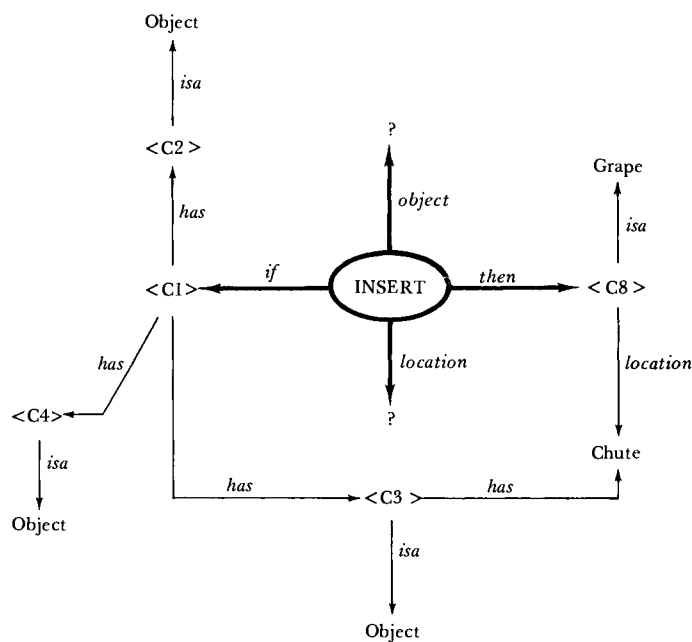 Object
isa
?
<C2>
Grape
object
isa
has
if
then
<C1>
INSERT
<C8>
has
location
location
<C4>
?
isa
Chute
has
<C3>
has
Object
isa
Object